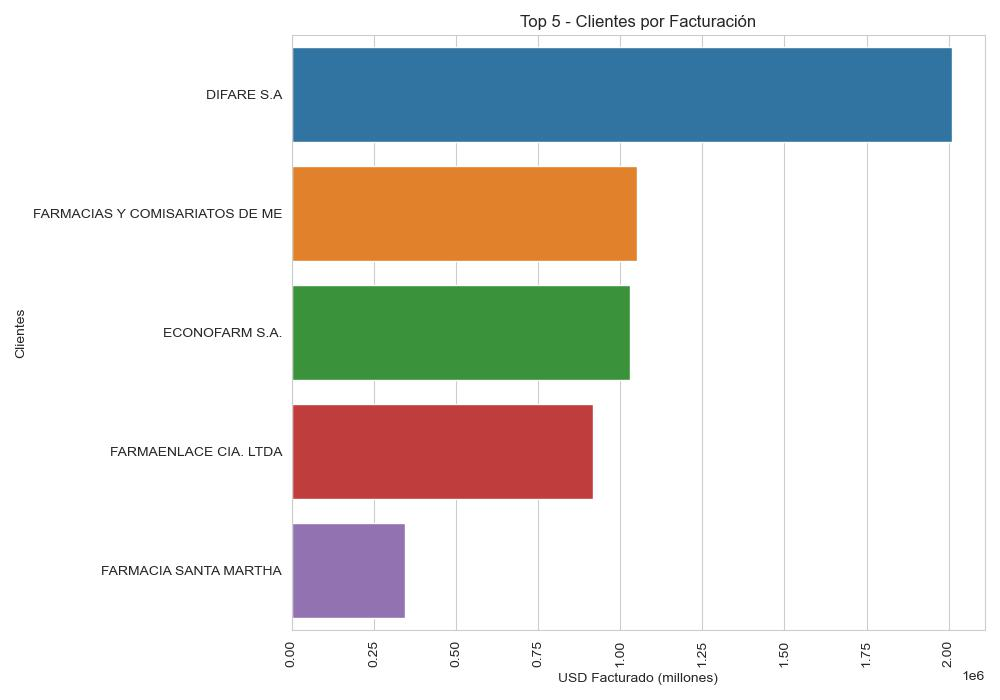 Top 5 - Clientes por Facturación
DIFARE S.A
FARMACIAS Y COMISARIATOS DE ME
ECONOFARM S.A.
FARMAENLACE CIA. LTDA
FARMACIA SANTA MARTHA
Clientes
0.00
0.25
0.50
0.75
1.00
1.25
1.50
1.75
2.00
1e6
USD Facturado (millones)